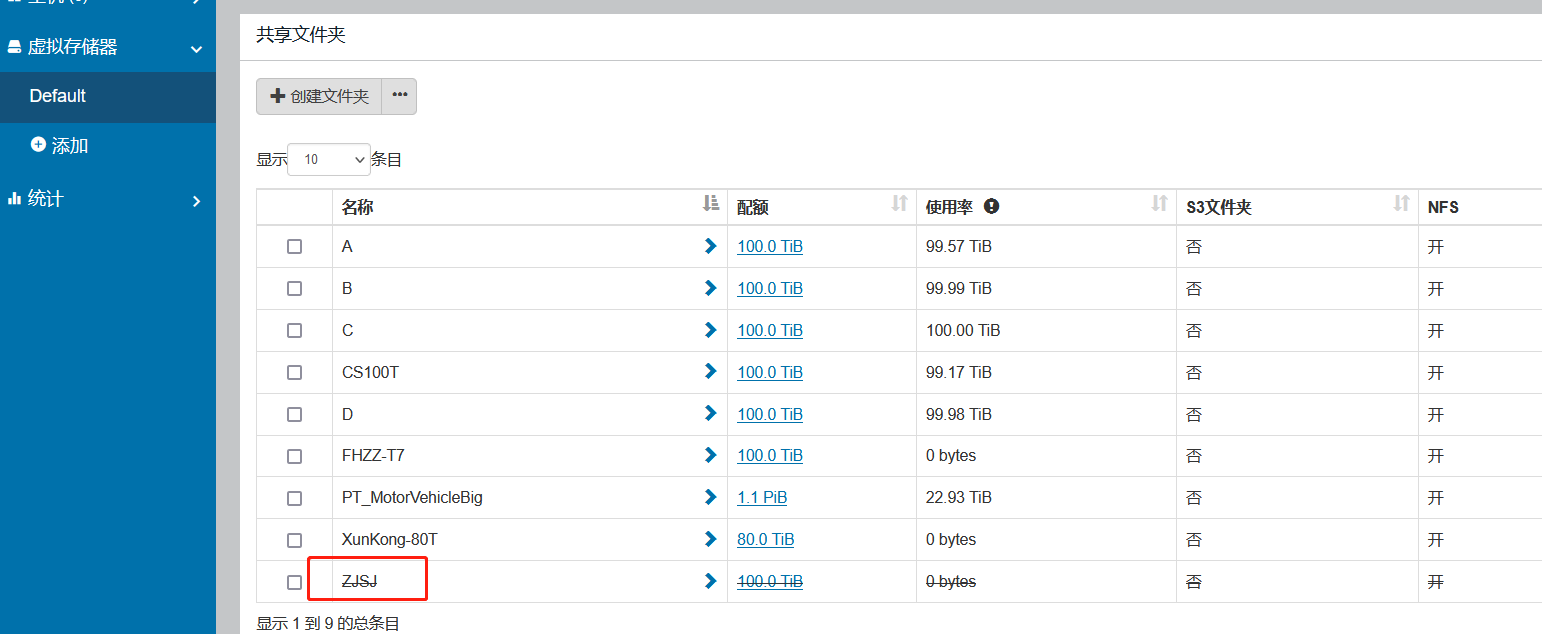 虚拟存储器
Default
添加
统计
共享文件夹
创建文件夹
显示 10 条目
名称 配额 使用率 S3文件夹 NFS
A 100.0 TiB 99.57 TiB 否 开
B 100.0 TiB 99.99 TiB 否 开
C 100.0 TiB 100.00 TiB 否 开
CS100T 100.0 TiB 99.17 TiB 否 开
D 100.0 TiB 99.98 TiB 否 开
FHZZ-T7 100.0 TiB 0 bytes 否 开
PT_MotorVehicleBig 1.1 PiB 22.93 TiB 否 开
XunKong-80T 80.0 TiB 0 bytes 否 开
ZJSJ 100.0 TiB 0 bytes 否 开
显示 1 到 9 的总条目